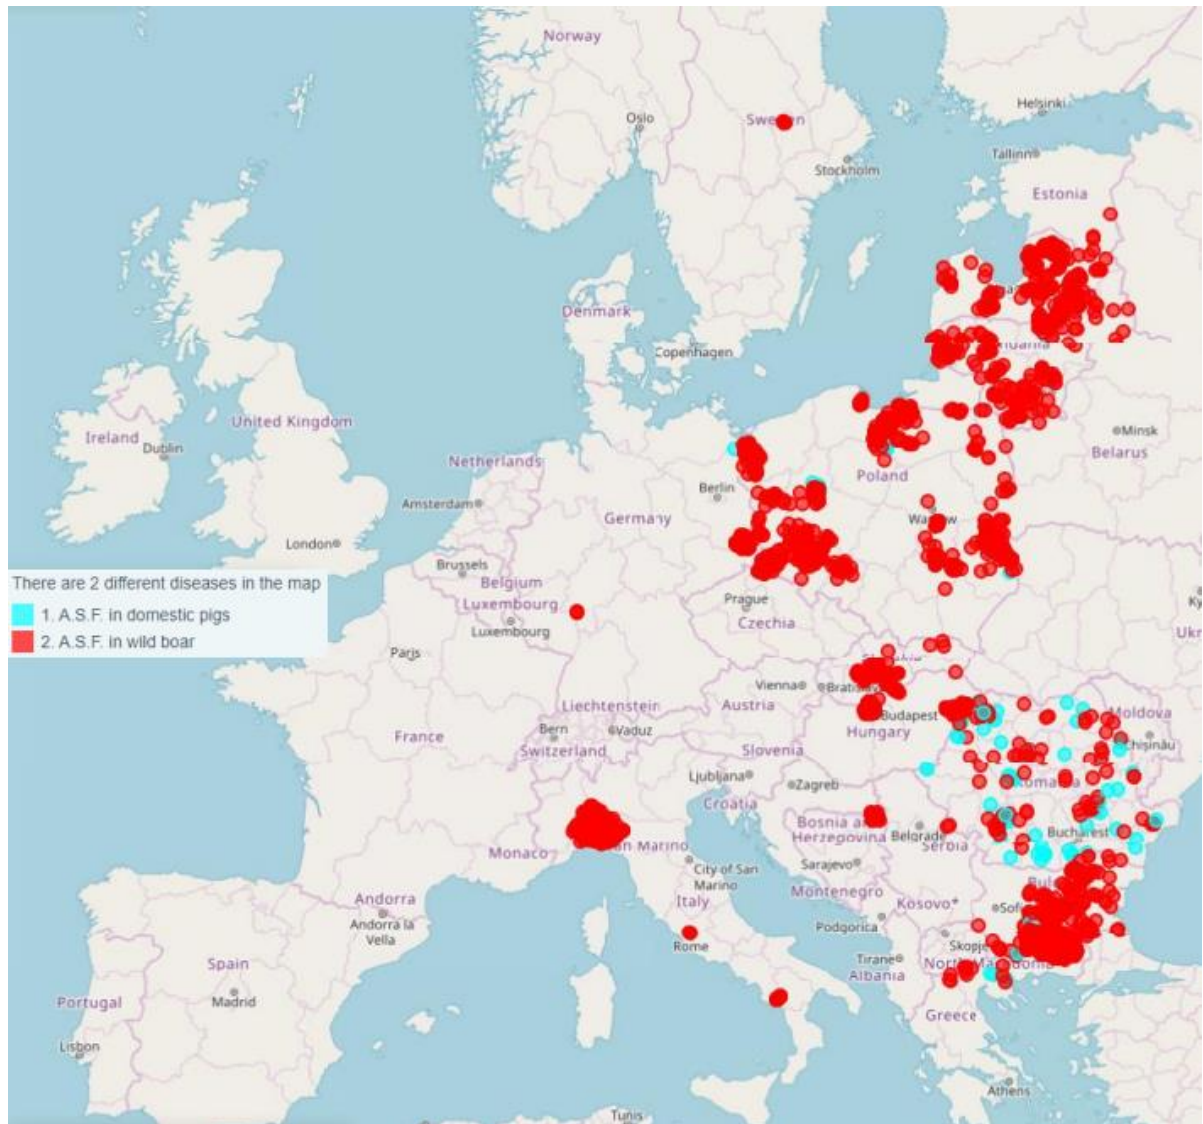 Norway
Oslo
Sweden
Helsinki
Stockholm
Tallinn
Estonia
Denmark
Copenhagen
Ireland
Dublin
United Kingdom
Netherlands
Amsterdam
Berlin
Poland
Minsk
Belarus
Germany
London
Brussels
Belgium
Luxembourg
Luxembourg
There are 2 different diseases in the map
1. A.S.F. in domestic pigs
2. A.S.F. in wild boar
Prague
Czechia
Paris
Vienna
Liechtenstein
Austria
Budapest
Hungary
Moldova
Chișinău
Bern
Vaduz
France
Switzerland
Slovenia
Ljubljana
Zagreb
Croatia
Bosnia an
Herzegovina
Belgrade
Serbia
Bucharest
Monaco
an Marino
Sarajevo
City of San
Marino
Italy
Montenegro
Kosovo*
Andorra
Andorra la
Vella
Podgorica
Rome
Tirane
Albania
Spain
Madrid
Portugal
Lisbon
Greece
Athens
Tunis